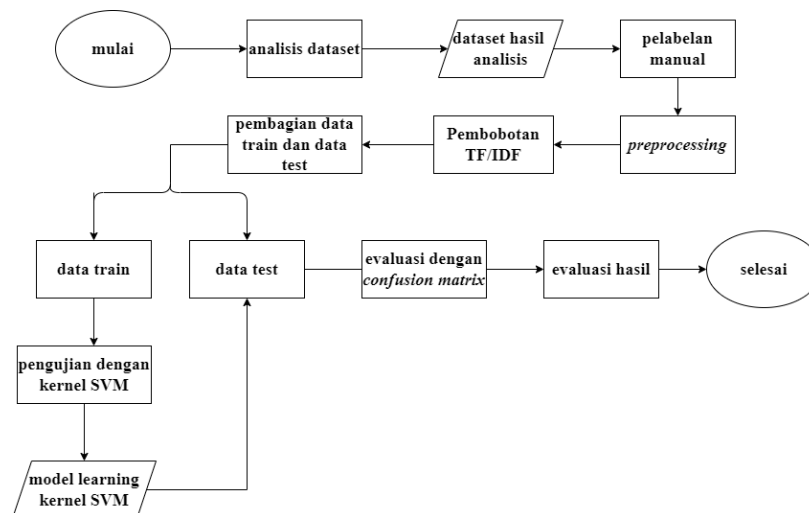 mulai
analisis dataset
dataset hasil
analisis
pelabelan
manual
pembagian data
train dan data
test
Pembobotan
TF/IDF
preprocessing
data train
data test
evaluasi dengan
confusion matrix
evaluasi hasil
selesai
pengujian dengan
kernel SVM
model learning
kernel SVM